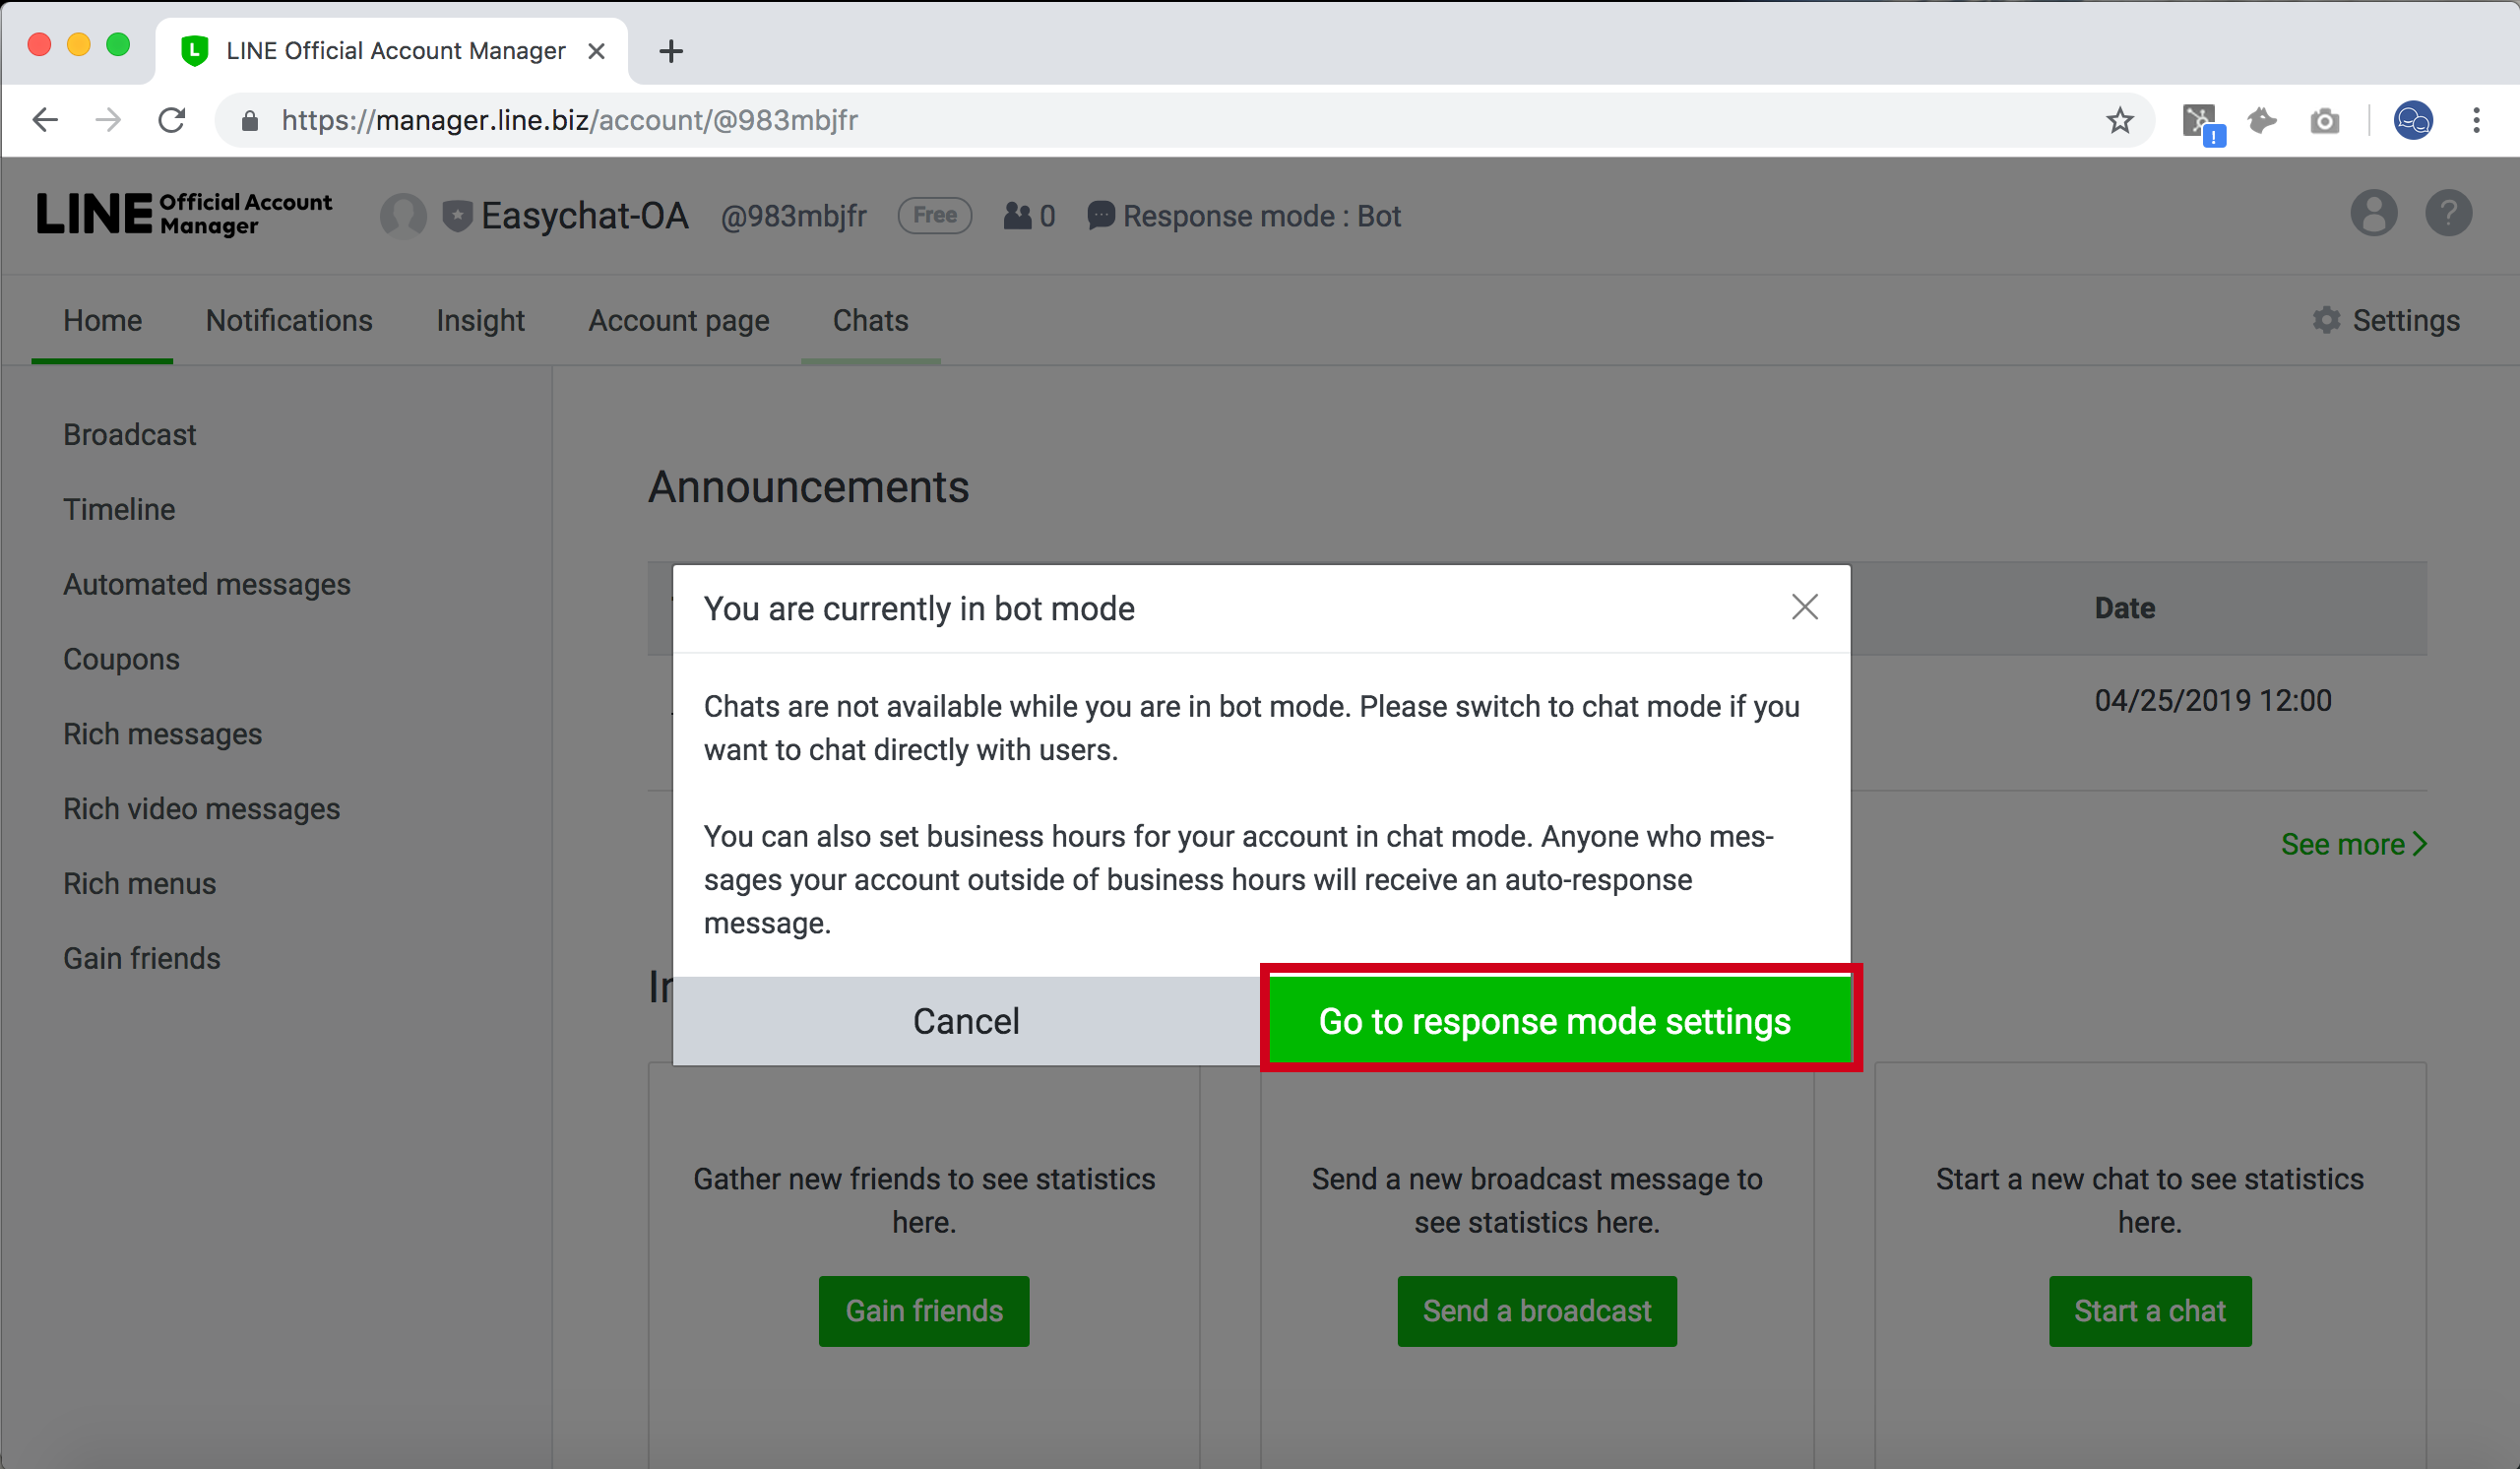 LINE Official Account Manager
https://manager.line.biz/account/@983mbjfr
LINE Official Account
Manager
Easychat-OA @983mbjfr Free 0 Response mode : Bot
Home Notifications Insight Account page Chats Settings
Broadcast
Timeline
Automated messages
Coupons
Rich messages
Rich video messages
Rich menus
Gain friends
Announcements
Date
04/25/2019 12:00
See more
You are currently in bot mode
Chats are not available while you are in bot mode. Please switch to chat mode if you
want to chat directly with users.
You can also set business hours for your account in chat mode. Anyone who mes-
sages your account outside of business hours will receive an auto-response
message.
Cancel Go to response mode settings
Gather new friends to see statistics
here.
Gain friends
Send a new broadcast message to
see statistics here.
Send a broadcast
Start a new chat to see statistics
here.
Start a chat